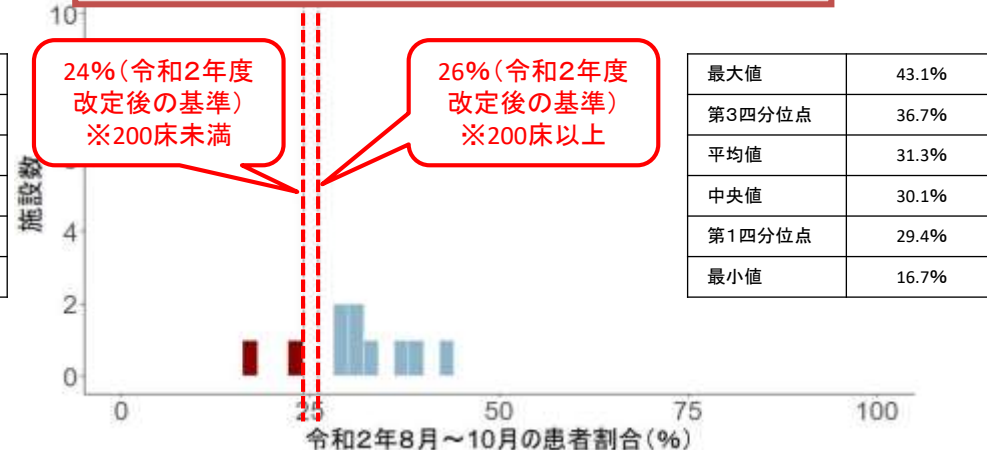 10
24%(令和2年度
改定後の基準)
※200床未満
26%(令和2年度
改定後の基準)
※200床以上
最大値 43.1%
第3四分位点 36.7%
平均値 31.3%
中央値 30.1%
第1四分位点 29.4%
最小値 16.7%
施設数
4
2
0
0 25 50 75 100
令和2年8月~10月の患者割合(%)